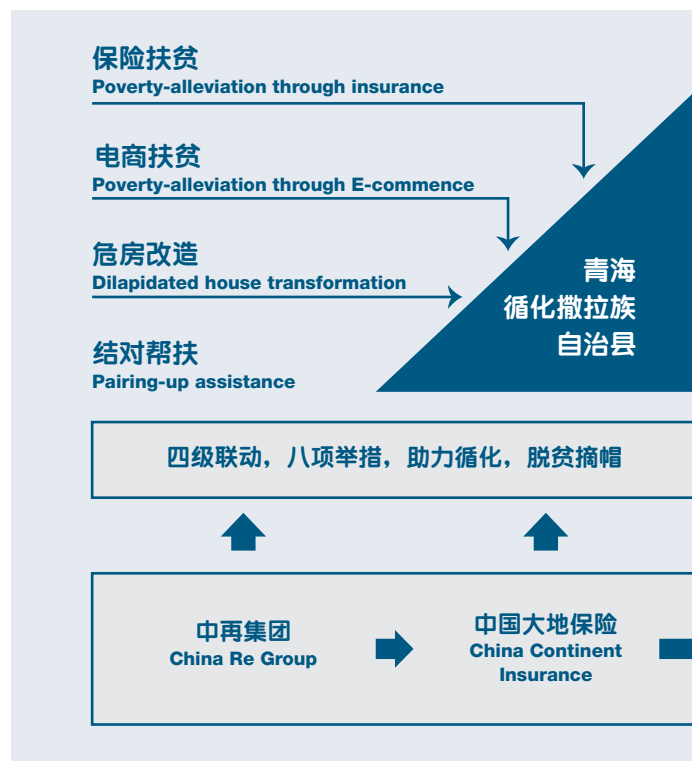 保险扶贫
Poverty-alleviation through insurance
电商扶贫
Poverty-alleviation through E-commence
危房改造
Dilapidated house transformation
结对帮扶
Pairing-up assistance
青海
循化撒拉族
自治县
四级联动，八项举措，助力循化，脱贫摘帽
中再集团
China Re Group
中国大地保险
China Continent
Insurance